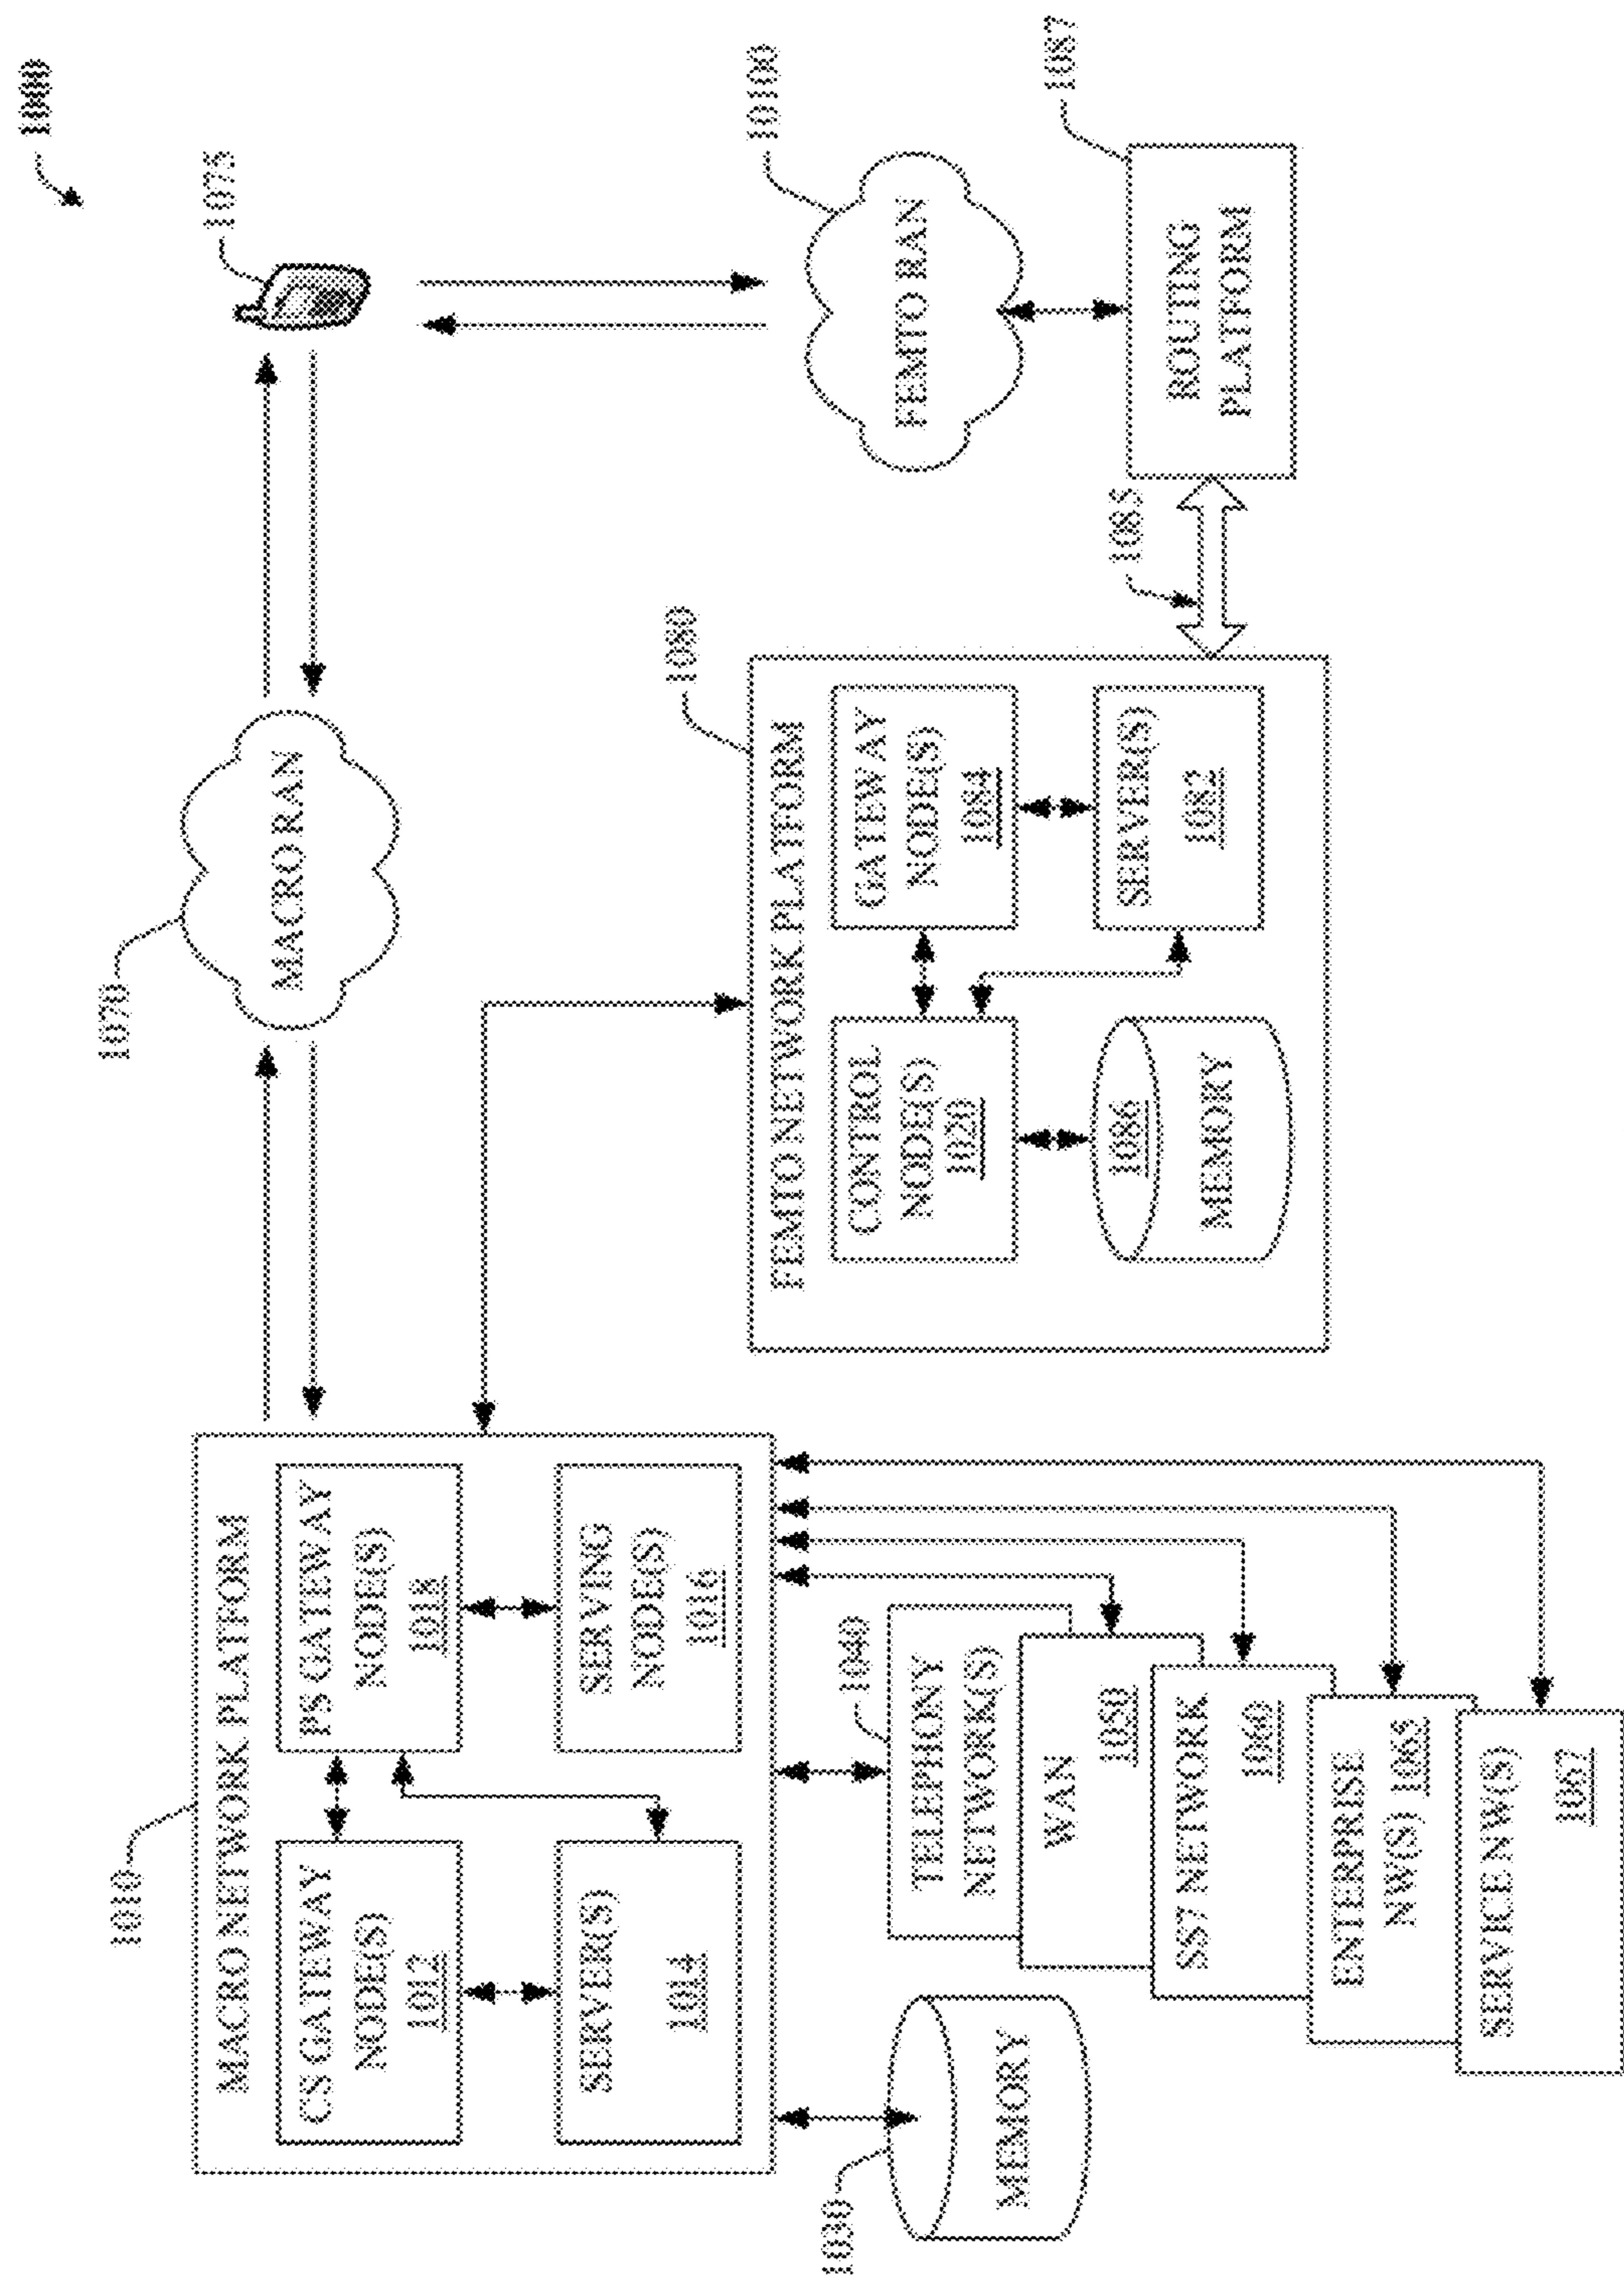 1000
1010
MACRO NETWORK PLATFORM
CS GATEWAY
NODE(S)
1012
PS GATEWAY
NODE(S)
1018
SERVER(S)
1014
SERVING
NODE(S)
1016
1030
MEMORY
1040
TELEPHONY
NETWORK(S)
WAN
1050
SS7 NETWORK
1060
ENTERPRISE
NW(S) 1065
SERVICE NW(S)
1067
1070
MACRO RAN
1075
1080
FEMTO NETWORK PLATFORM
CONTROL
NODE(S)
1020
GATEWAY
NODE(S)
1084
1086
MEMORY
SERVER(S)
1082
1085
10100
FEMTO RAN
1087
ROUTING
PLATFORM